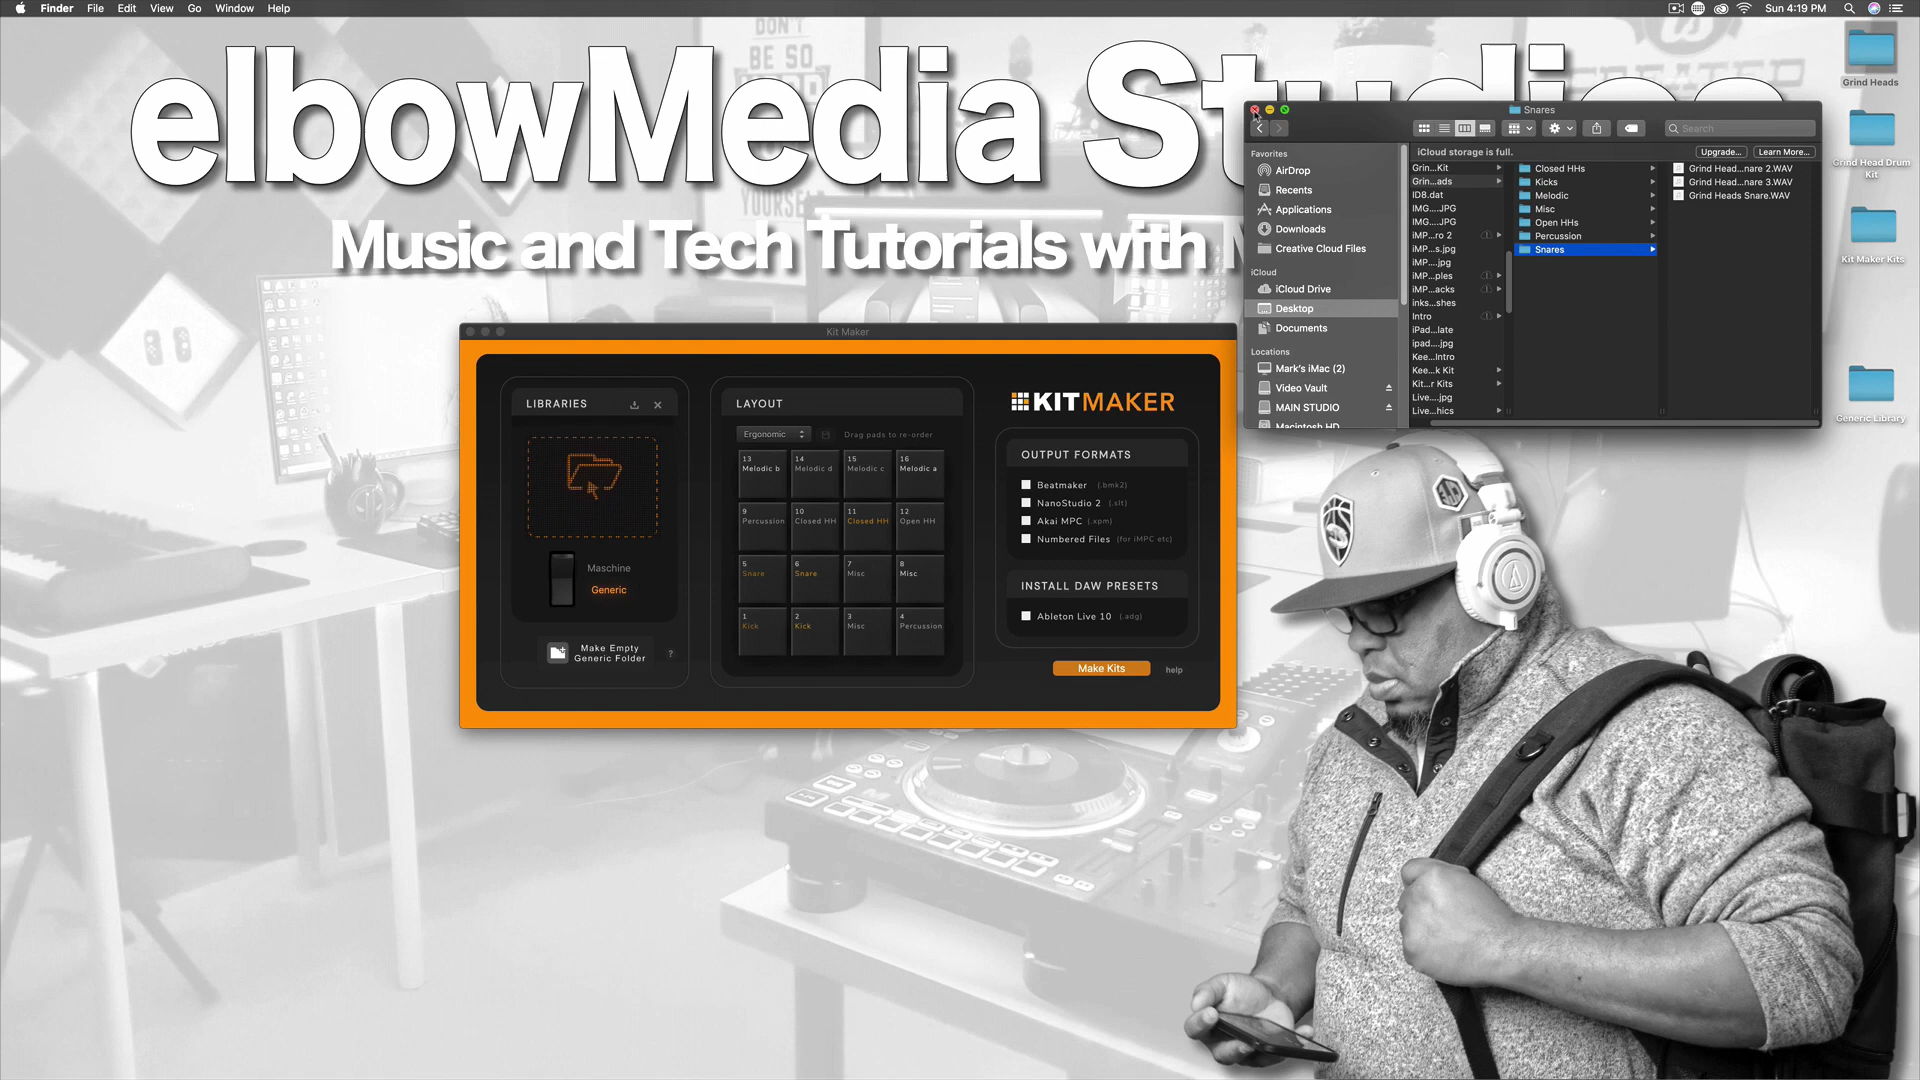 Finder File Edit View Go Window Help
Sun 4:19 PM
elbowMedia
Music and Tech Tutorials with
DON'T
BE SO
YOURSELF
Grind Heads
Grind Head Drum
Kit
Kit Maker Kits
Generic Library
Snares
Search
iCloud storage is full.
Upgrade...
Learn More...
Favorites
AirDrop
Recents
Applications
Downloads
Creative Cloud Files
iCloud
iCloud Drive
Desktop
Documents
Locations
Mark's iMac (2)
Video Vault
MAIN STUDIO
Macintosh HD
Grin...Kit
Grin...ads
ID8.dat
IMG....JPG
IMG....JPG
iMP...ro 2
iMP...s.jpg
iMP....jpg
iMP...ples
iMP...acks
inks...shes
Intro
iPad...late
ipad....jpg
Kee...Intro
Kee...k Kit
Kit...r Kits
Live....jpg
Live...hics
Closed HHs
Kicks
Melodic
Misc
Open HHs
Percussion
Snares
Grind Head...nare 2.WAV
Grind Head...nare 3.WAV
Grind Heads Snare.WAV
Kit Maker
LIBRARIES
Maschine
Generic
Make Empty
Generic Folder
?
LAYOUT
Ergonomic
Drag pads to re-order
13
Melodic b
14
Melodic d
15
Melodic c
16
Melodic a
9
Percussion
10
Closed HH
11
Closed HH
12
Open HH
5
Snare
6
Snare
7
Misc
8
Misc
1
Kick
2
Kick
3
Misc
4
Percussion
KITMAKER
OUTPUT FORMATS
Beatmaker (.bmk2)
NanoStudio 2 (.slt)
Akai MPC (.xpm)
Numbered Files (for iMPC etc)
INSTALL DAW PRESETS
Ableton Live 10 (.adg)
Make Kits
help